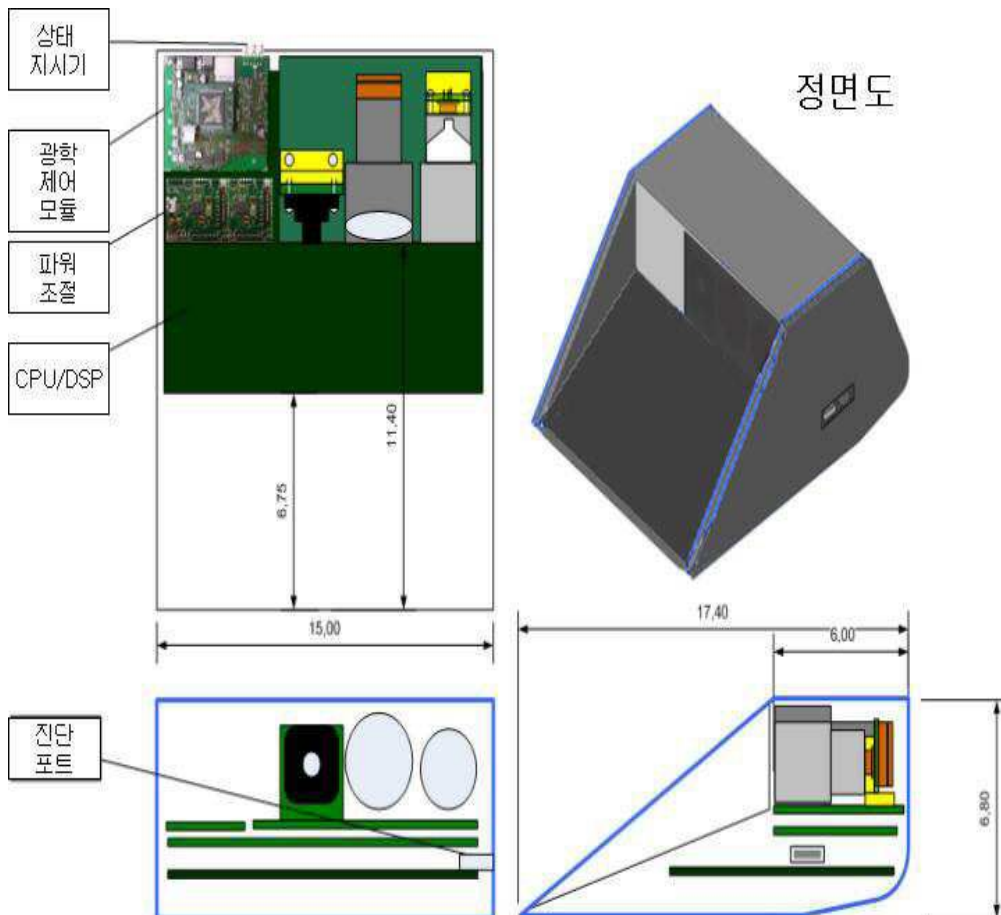 상태
지시기
정면도
광학
제어
모듈
파워
조절
CPU/DSP
11,40
6,75
15,00
17,40
6,00
진단
포트
6,80